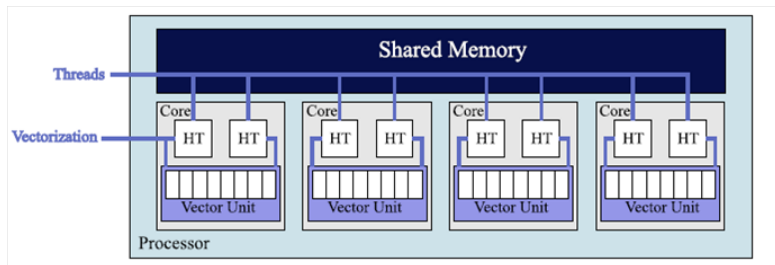 Shared Memory
Threads
Core Core Core Core
Vectorization
HT HT HT HT HT HT HT HT
Vector Unit Vector Unit Vector Unit Vector Unit
Processor